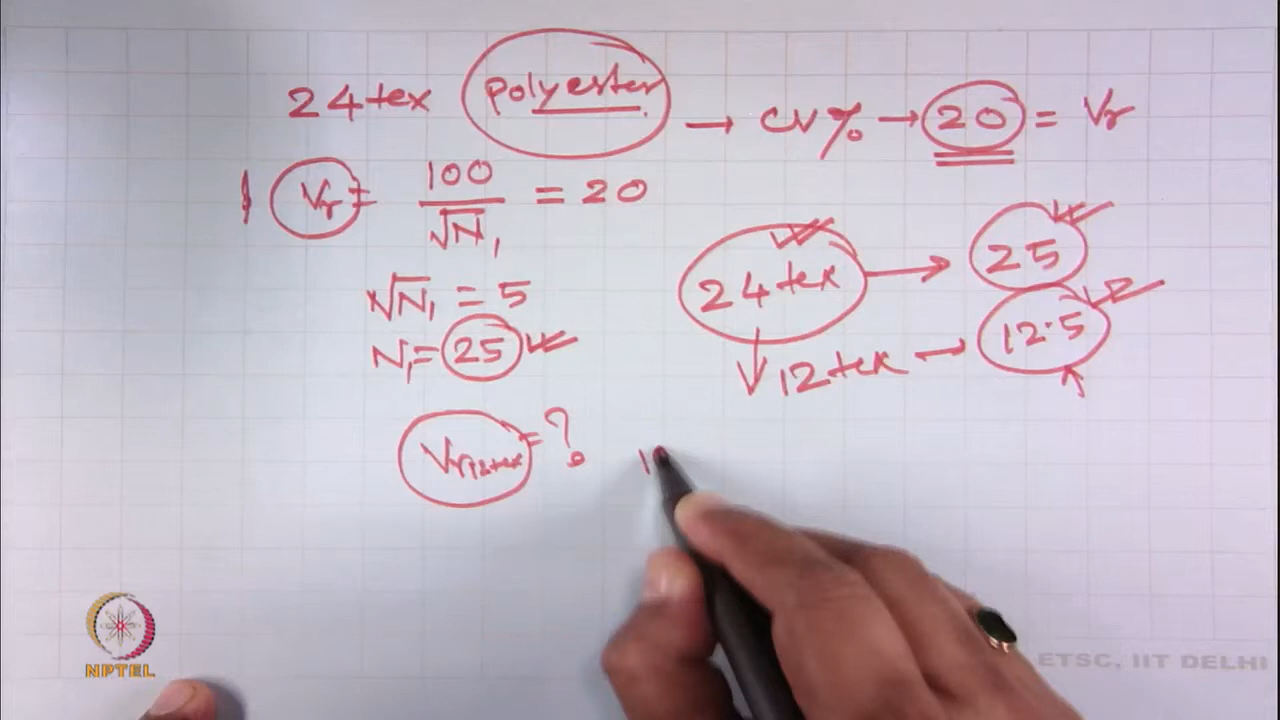 24 tex polyester → CV% → 20 = Vr
Vr = 100/√N₁ = 20
√N₁ = 5
N₁ = 25
24 tex → 25
12 tex → 12.5
Vr12tex = ?
1
NPTEL
ETSC, IIT DELHI